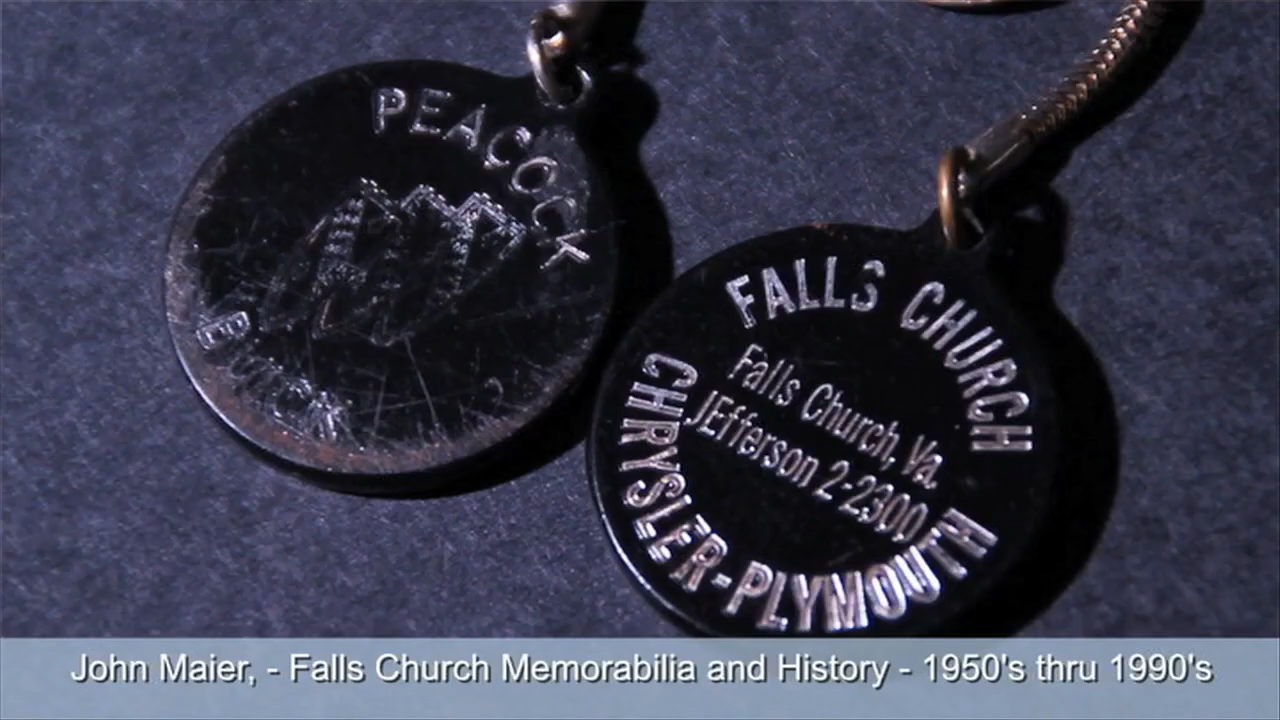 PEACOCK
BUICK
FALLS CHURCH
Falls Church, Va.
JEfferson 2-2300
CHRYSLER-PLYMOUTH
John Maier, - Falls Church Memorabilia and History - 1950's thru 1990's